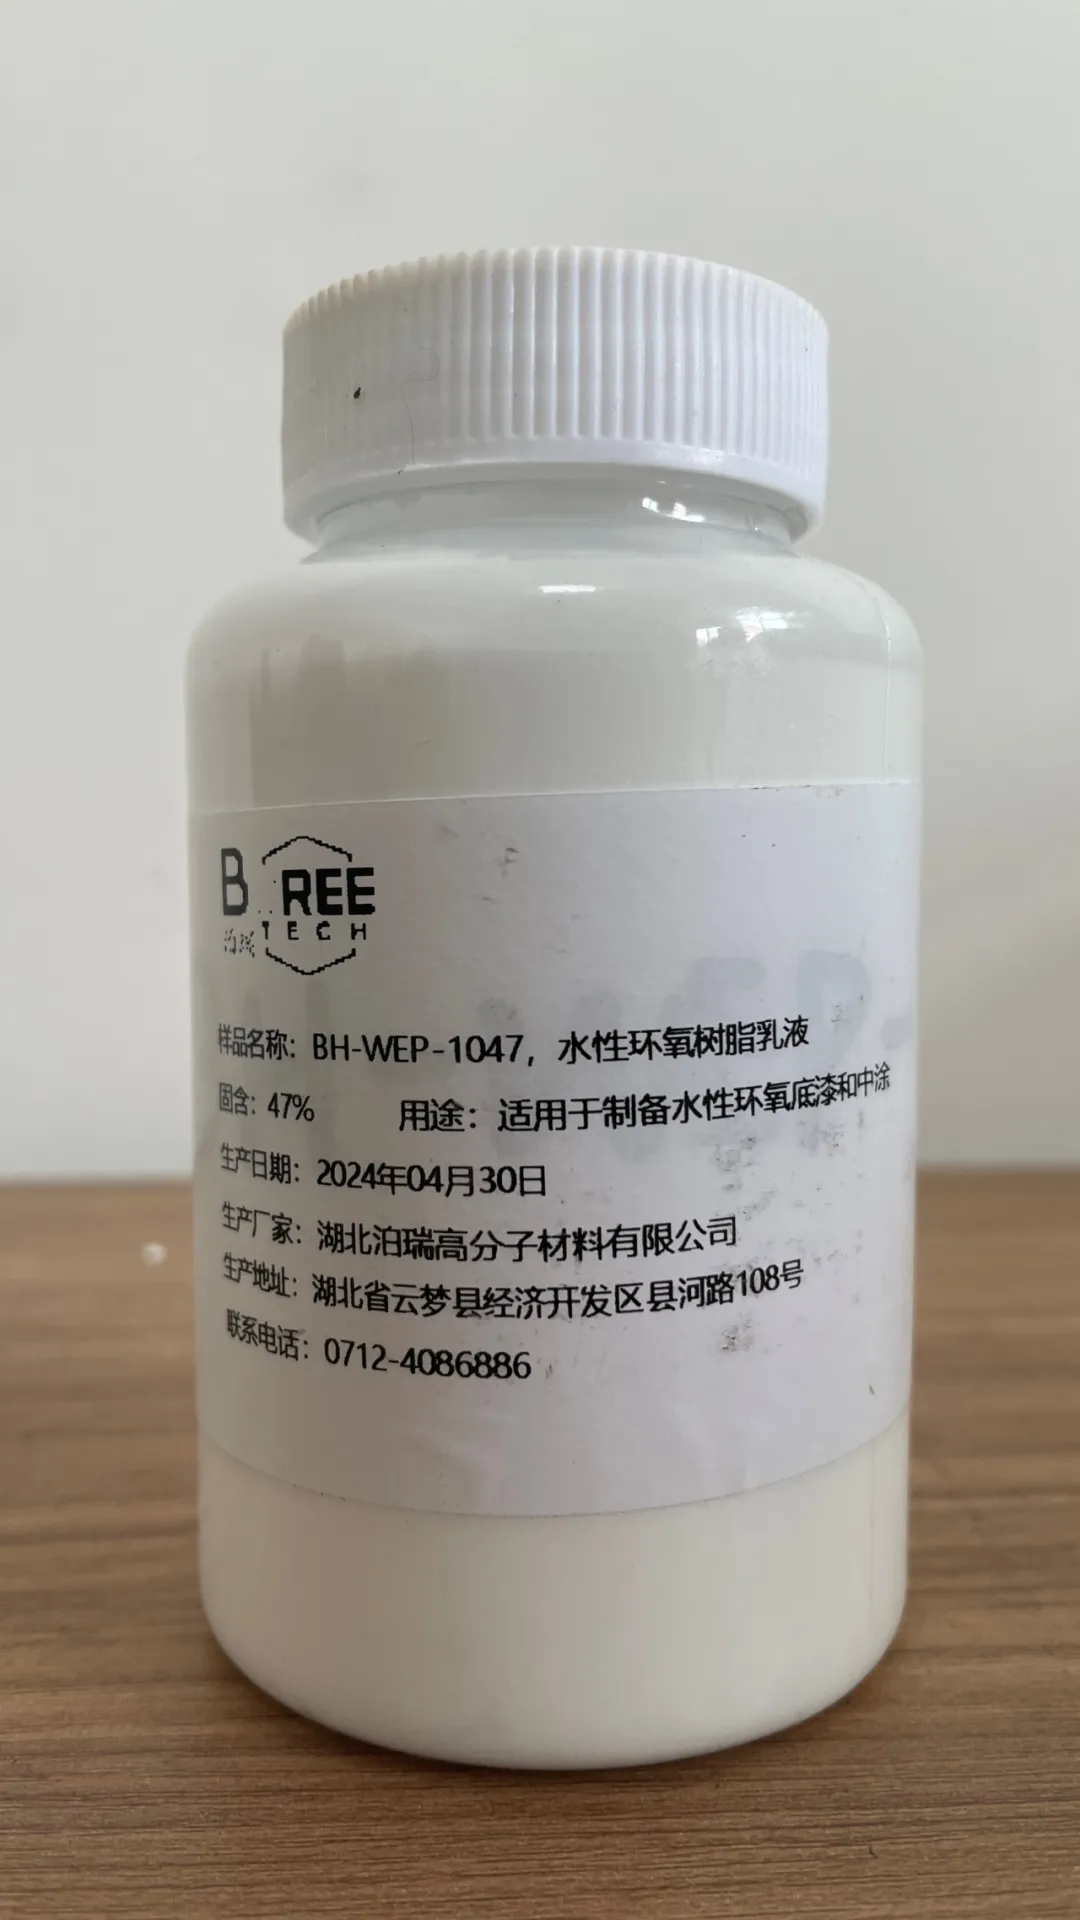 B REE
TECH
样品名称：BH-WEP-1047，水性环氧树脂乳液
固含：47% 用途：适用于制备水性环氧底漆和中涂
生产日期：2024年04月30日
生产厂家：湖北泊瑞高分子材料有限公司
生产地址：湖北省云梦县经济开发区县河路108号
联系电话：0712-4086886